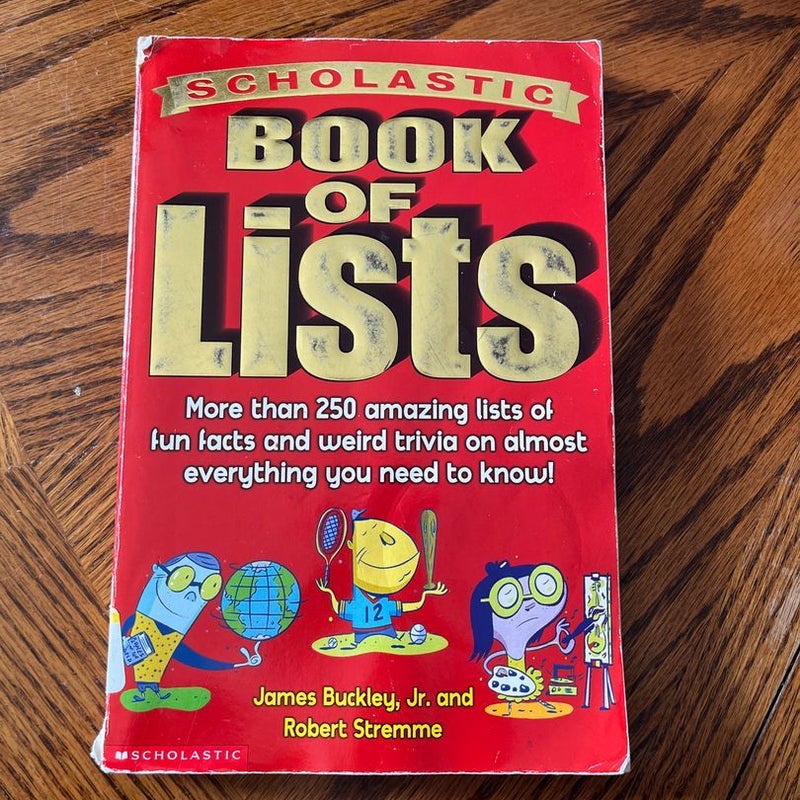 SCHOLASTIC
BOOK
OF
Lists
More than 250 amazing lists of
fun facts and weird trivia on almost
everything you need to know!
12
James Buckley, Jr. and
Robert Stremme
SCHOLASTIC